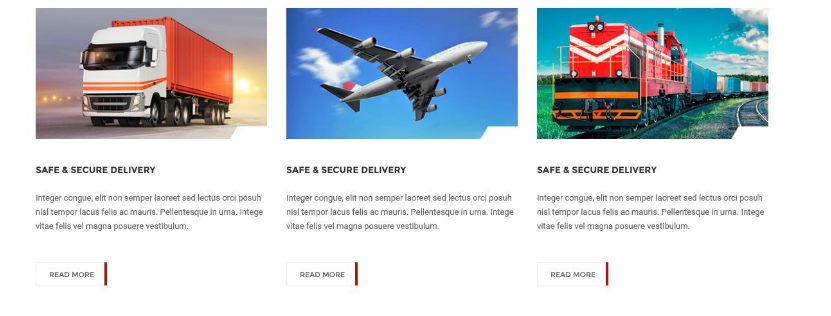 SAFE & SECURE DELIVERY
Integer congue, elit non semper laoreet sed lectus orci posuh
nisl tempor lacus felis ac mauris. Pellentesque in urna. Intege
vitae felis vel magna posuere vestibulum.
READ MORE
SAFE & SECURE DELIVERY
Integer congue, elit non semper laoreet sed lectus orci posuh
nisl tempor lacus felis ac mauris. Pellentesque in urna. Intege
vitae felis vel magna posuere vestibulum.
READ MORE
SAFE & SECURE DELIVERY
Integer congue, elit non semper laoreet sed lectus orci posuh
nisl tempor lacus felis ac mauris. Pellentesque in urna. Intege
vitae felis vel magna posuere vestibulum.
READ MORE